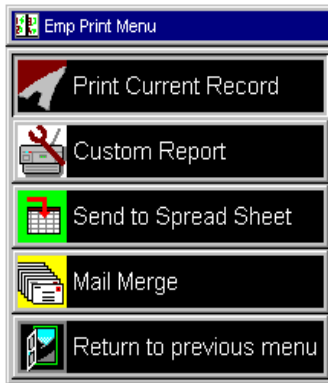 Emp Print Menu
Print Current Record
Custom Report
Send to Spread Sheet
Mail Merge
Return to previous menu